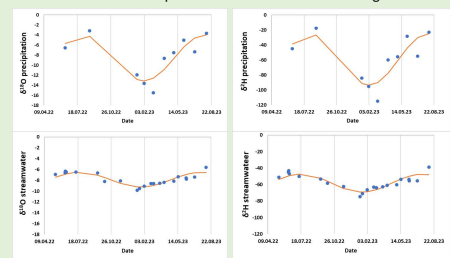 δ¹⁸O precipitation
0
-2
-4
-6
-8
-10
-12
-14
-16
-18
09.04.22 18.07.22 26.10.22 03.02.23 14.05.23 22.08.23
Date
δ²H precipitation
0
-20
-40
-60
-80
-100
-120
09.04.22 18.07.22 26.10.22 03.02.23 14.05.23 22.08.23
Date
δ¹⁸O streamwater
0
-2
-4
-6
-8
-10
-12
-14
-16
-18
09.04.22 18.07.22 26.10.22 03.02.23 14.05.23 22.08.23
Date
δ²H streamwateer
0
-20
-40
-60
-80
-100
-120
09.04.22 18.07.22 26.10.22 03.02.23 14.05.23 22.08.23
Date